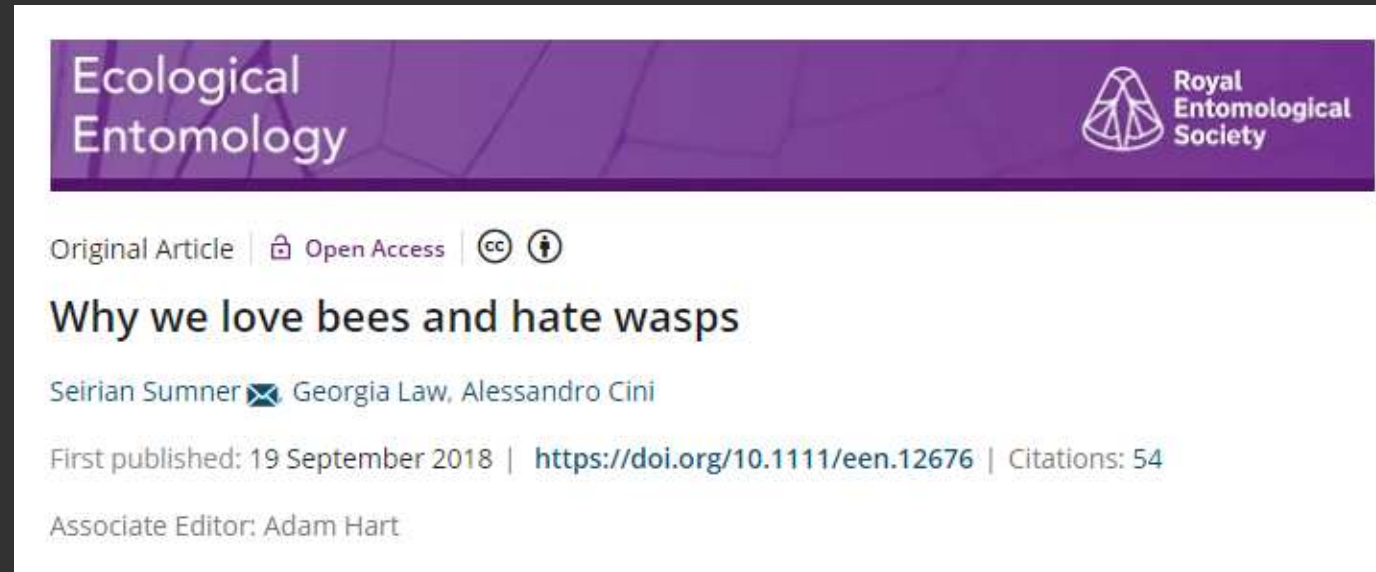 Ecological
Entomology
Royal
Entomological
Society
Original Article | Open Access | cc
Why we love bees and hate wasps
Seirian Sumner, Georgia Law, Alessandro Cini
First published: 19 September 2018 | https://doi.org/10.1111/een.12676 | Citations: 54
Associate Editor: Adam Hart